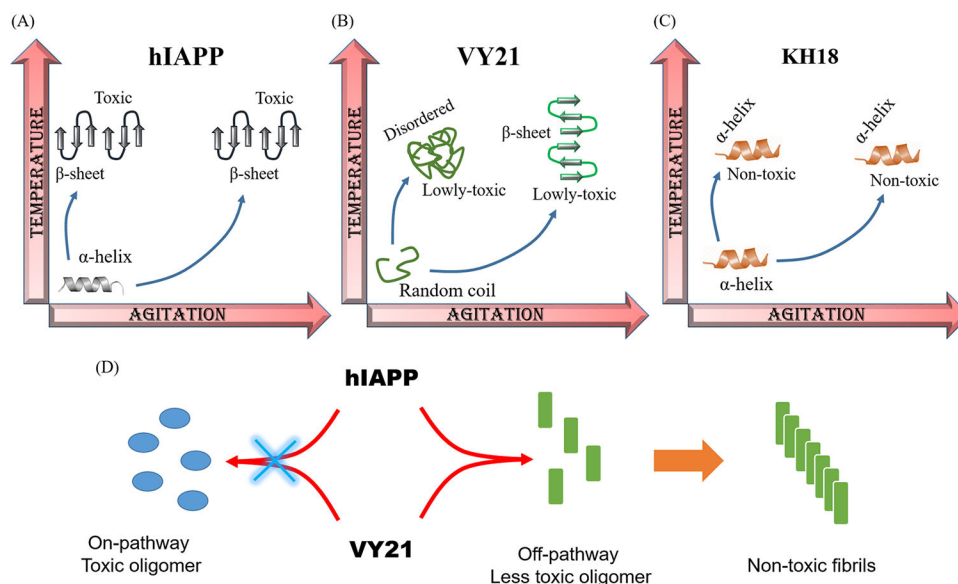 (A)
hIAPP
TEMPERATURE
Toxic
Toxic
β-sheet
β-sheet
α-helix
AGITATION
(B)
VY21
TEMPERATURE
Disordered
β-sheet
Lowly-toxic
Lowly-toxic
Random coil
AGITATION
(C)
KH18
TEMPERATURE
α-helix
α-helix
Non-toxic
Non-toxic
α-helix
AGITATION
(D)
hIAPP
VY21
On-pathway
Toxic oligomer
Off-pathway
Less toxic oligomer
Non-toxic fibrils